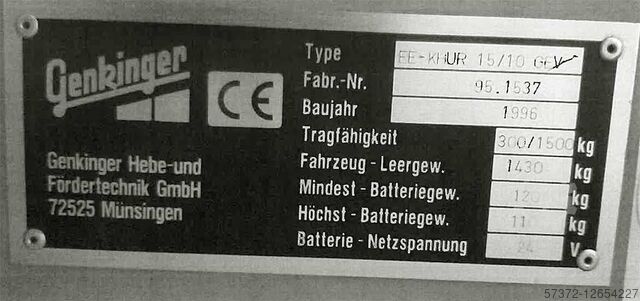 Genkinger
CE
Genkinger Hebe-und
Fördertechnik GmbH
72525 Münsingen
Type EE-KHUR 15/10 GEV
Fabr.-Nr. 95.1537
Baujahr 1996
Tragfähigkeit 300/1500 kg
Fahrzeug - Leergew. 1430 kg
Mindest - Batteriegew. kg
Höchst - Batteriegew. kg
Batterie - Netzspannung 24 V
57372-12654227